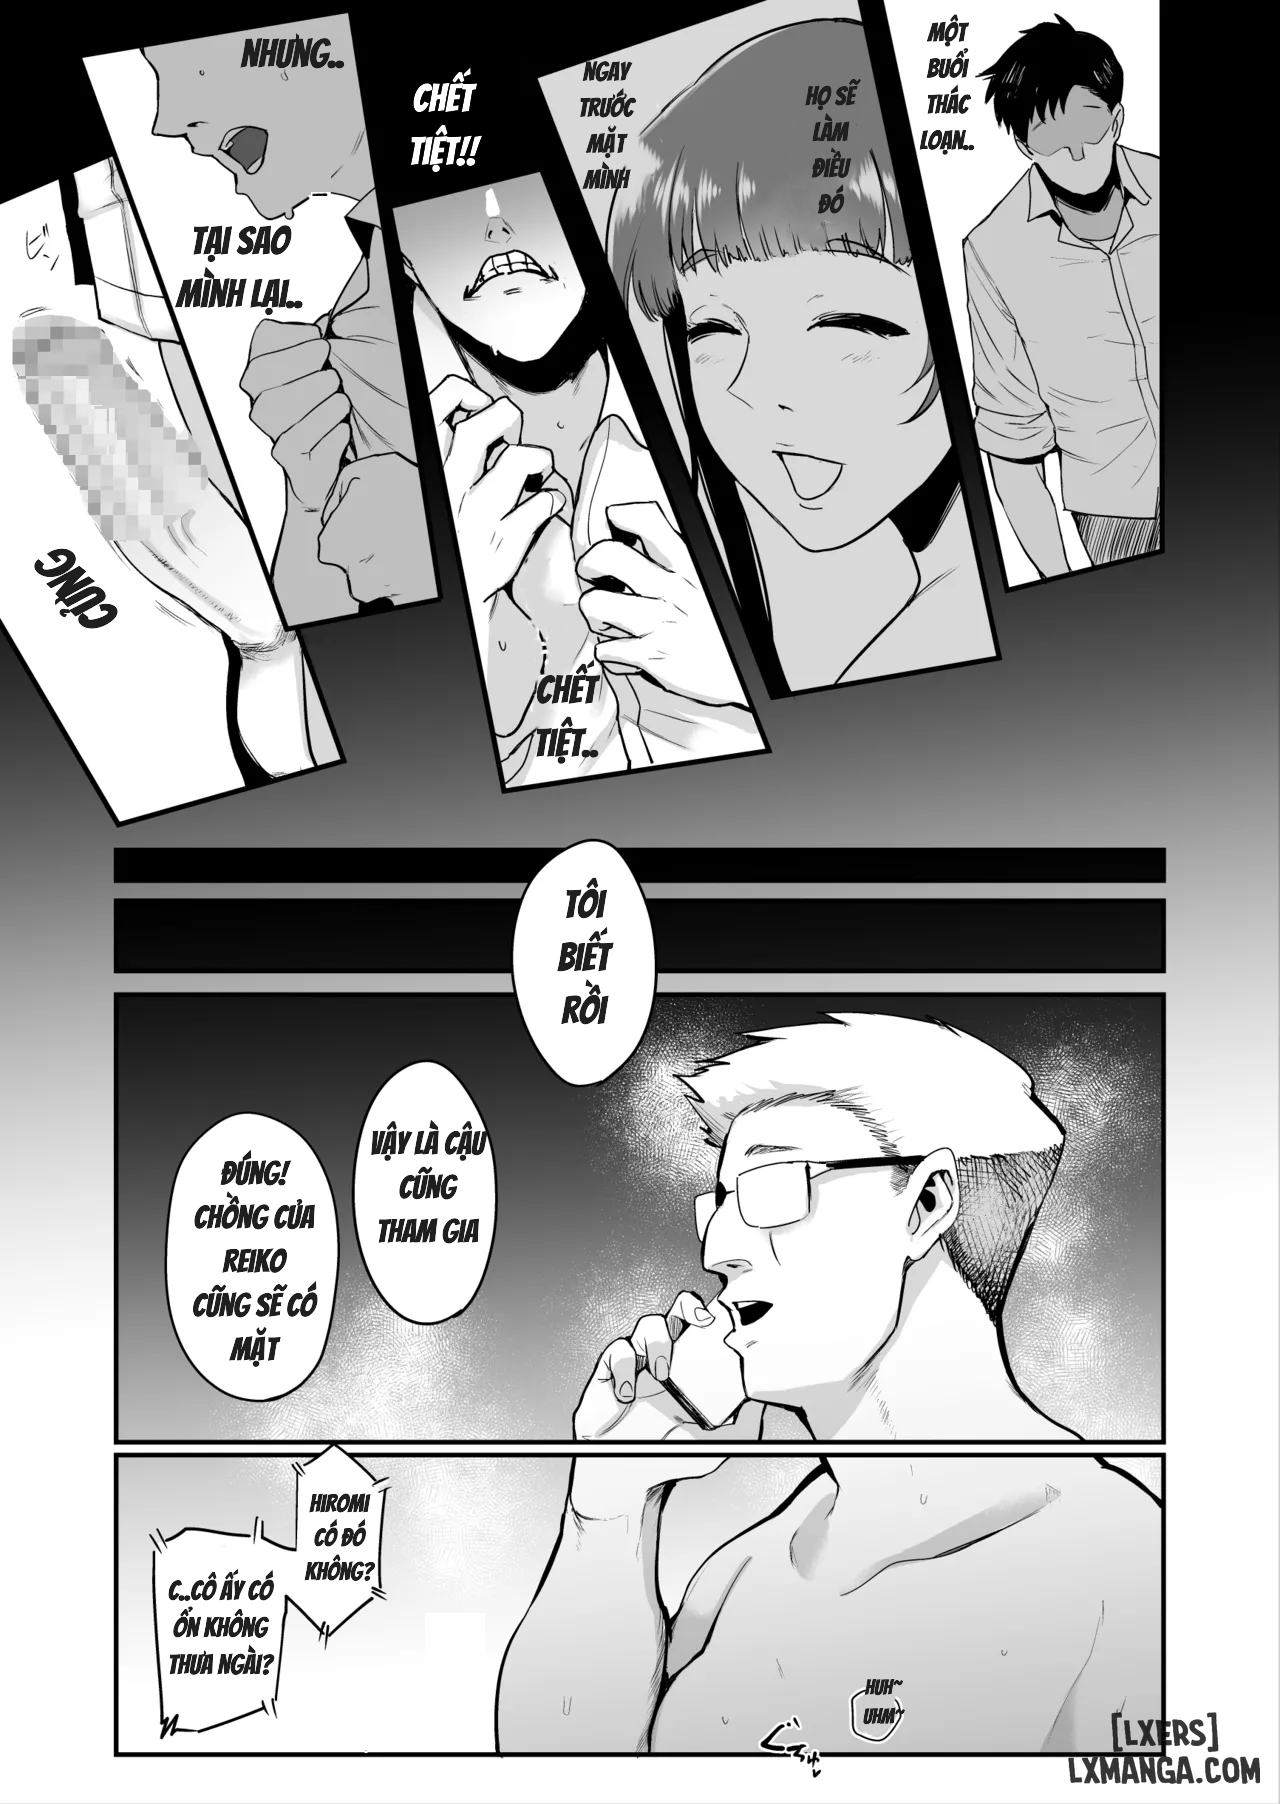 MỘT
BUỔI
THÁC
LOẠN..
HỌ SẼ
LÀM
ĐIỀU
ĐÓ
NGAY
TRƯỚC
MẶT
MÌNH
CHẾT
TIỆT!!
CHẾT
TIỆT..
NHƯNG..
TẠI SAO
MÌNH LẠI..
CỨNG
TÔI
BIẾT
RỒI
VẬY LÀ CẬU
CŨNG
THAM GIA
ĐÚNG!
CHỒNG CỦA
REIKO
CŨNG SẼ CÓ
MẶT
HIROMI
CÓ ĐÓ
KHÔNG?
C..CÔ ẤY CÓ
ỔN KHÔNG
THƯA NGÀI?
HUH~
UHM~
[LXERS]
LXMANGA.COM